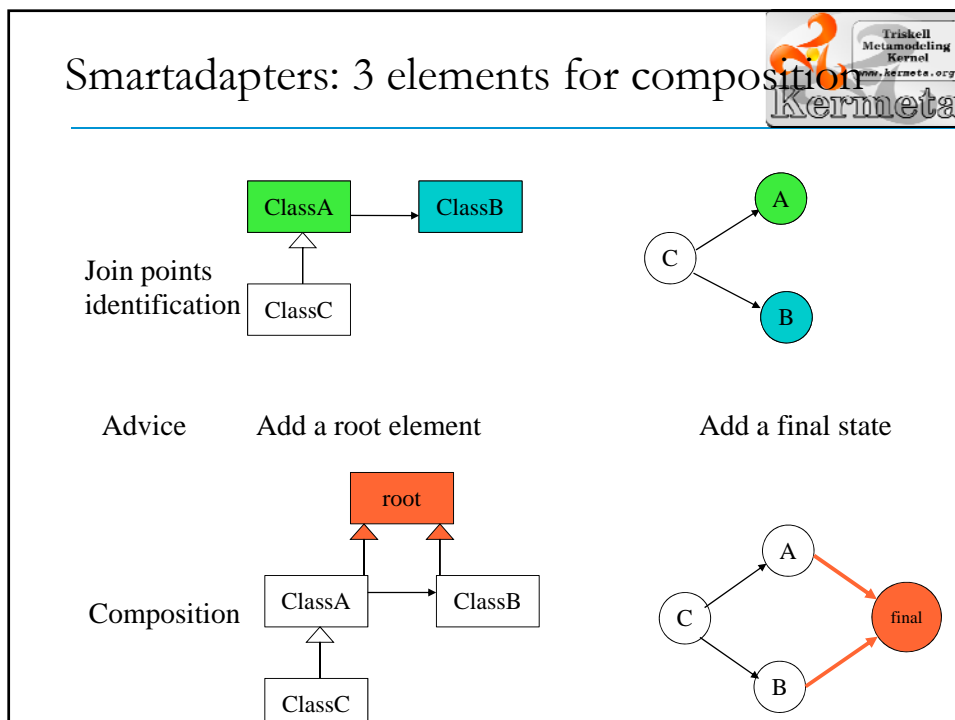 Smartadapters: 3 elements for composition
Triskell
Metamodeling
Kernel
www.kermeta.org
Kermeta
ClassA
ClassB
A
C
Join points
identification
ClassC
B
Advice
Add a root element
Add a final state
root
A
Composition
ClassA
ClassB
C
final
B
ClassC